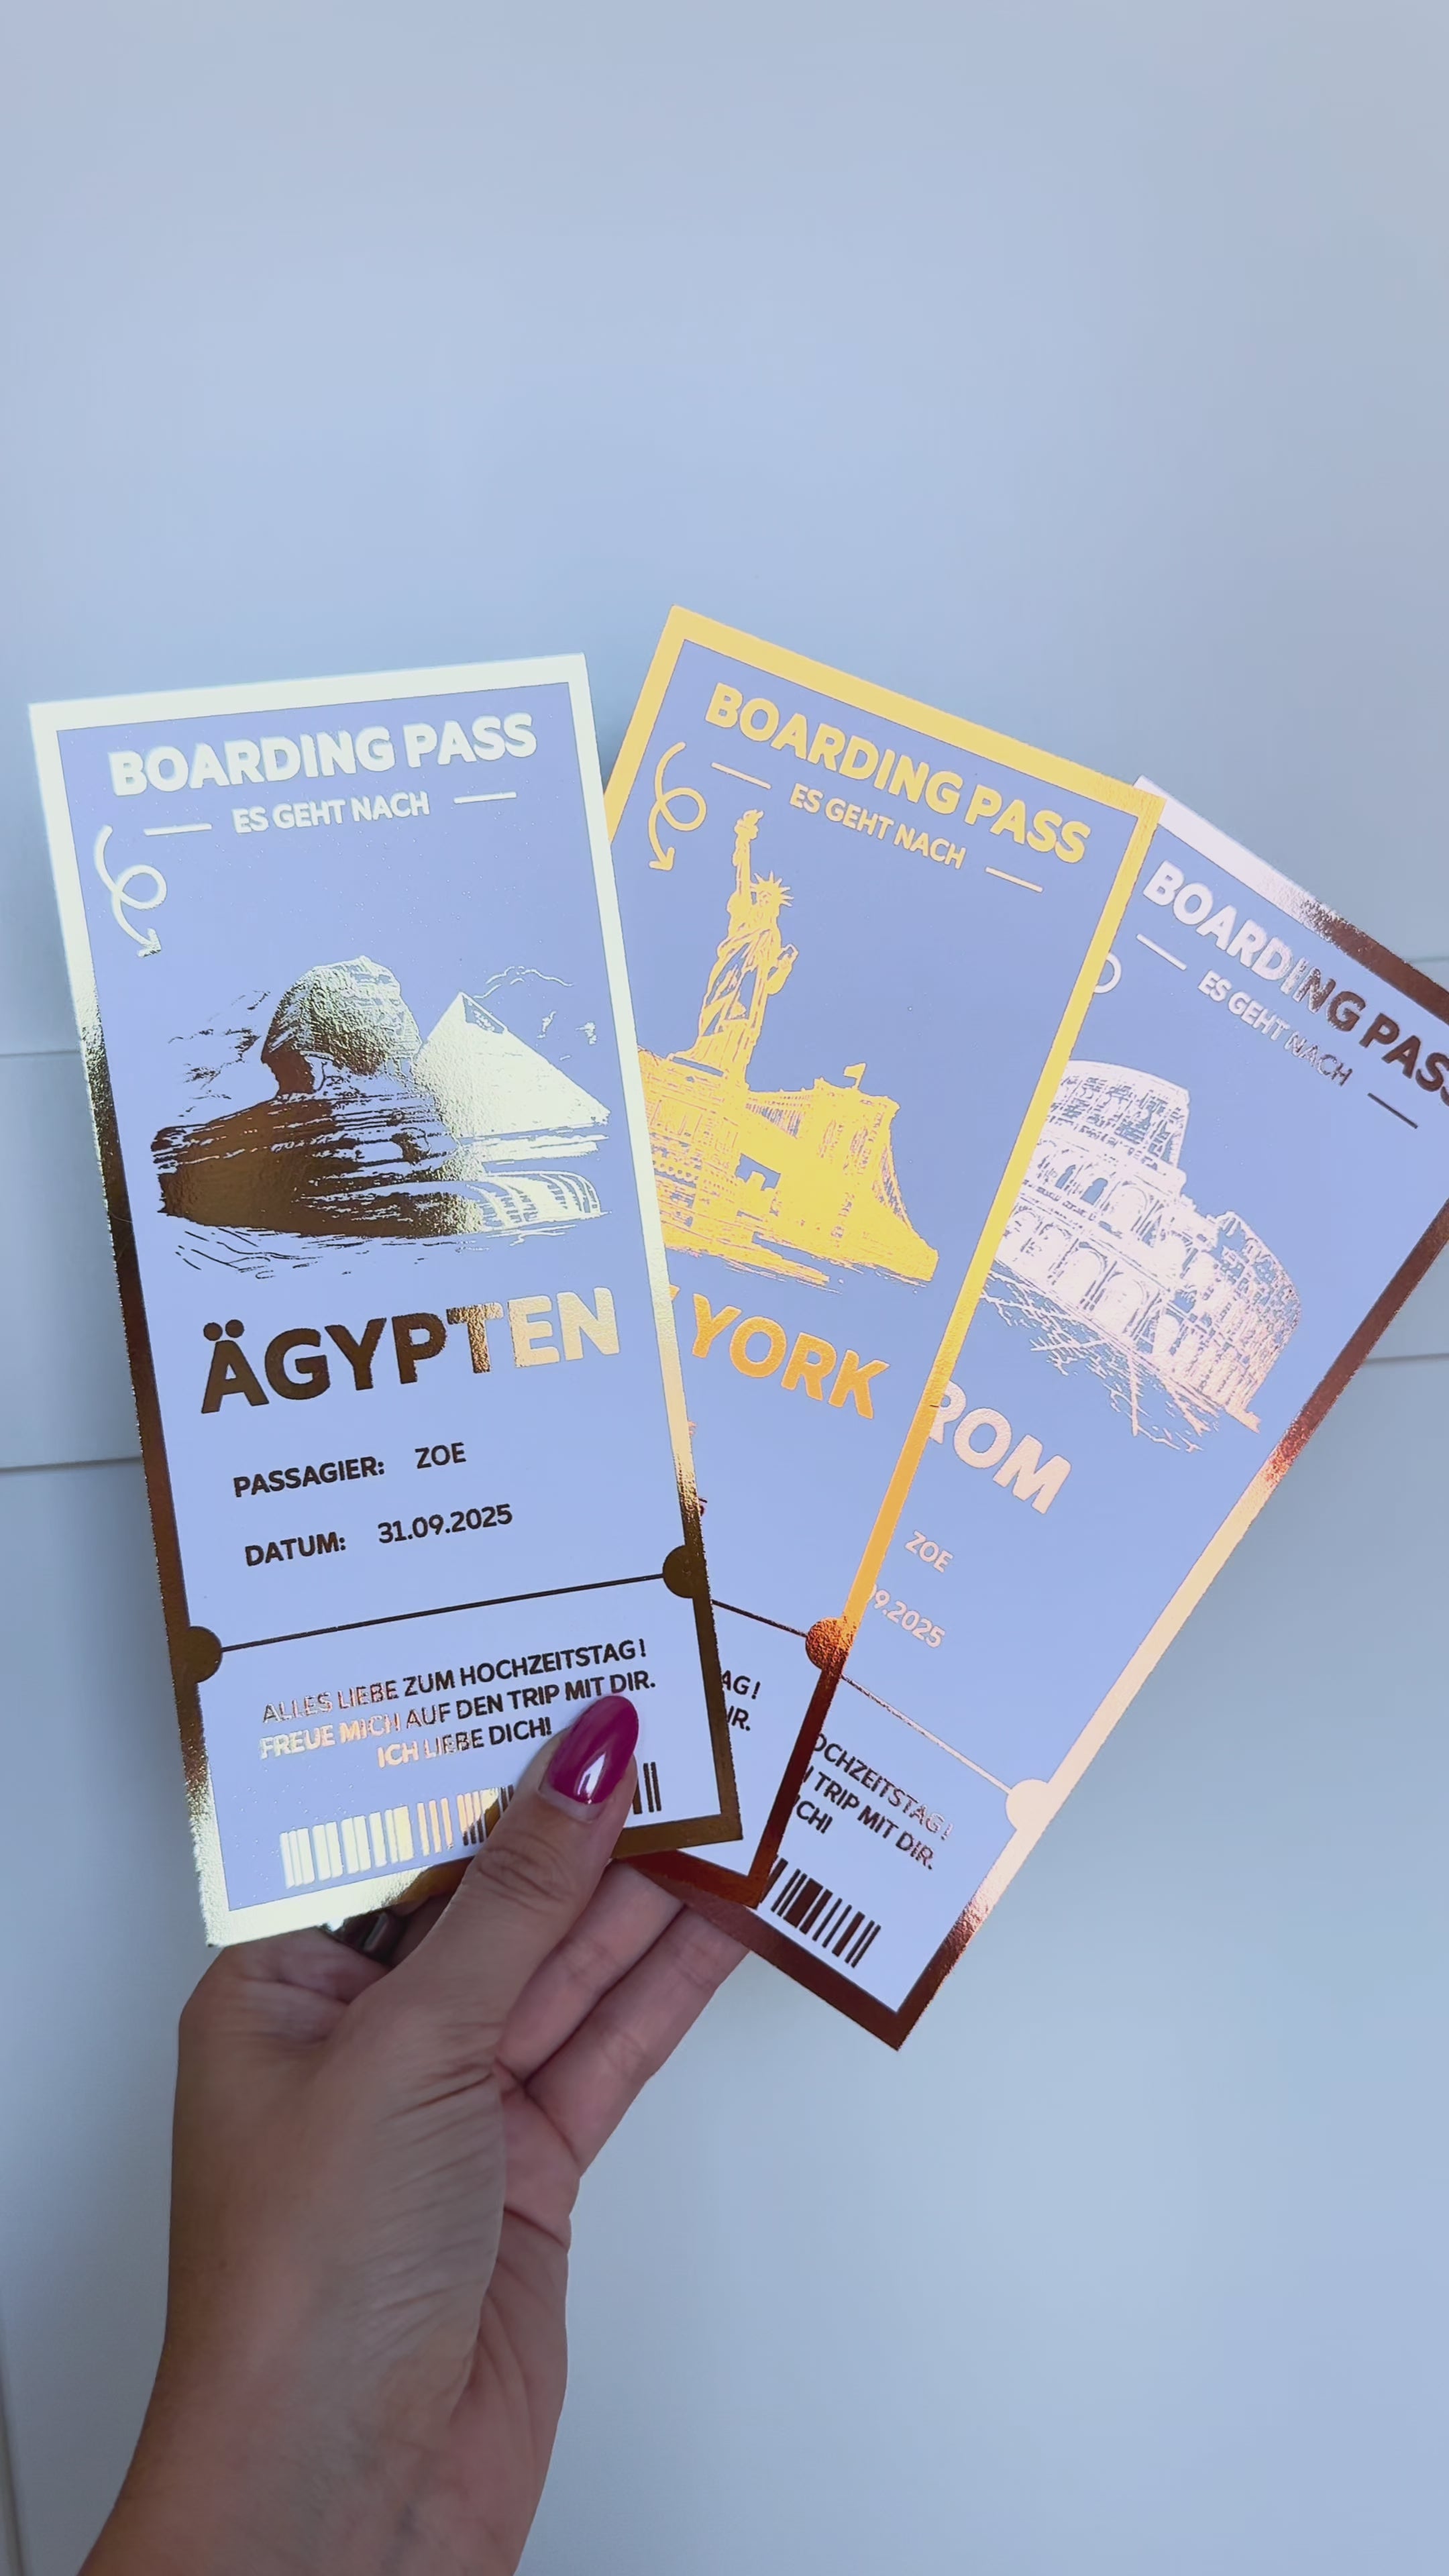 BOARDING PASS
ES GEHT NACH
ÄGYPTEN
PASSAGIER: ZOE
DATUM: 31.09.2025
ALLES LIEBE ZUM HOCHZEITSTAG!
FREUE MICH AUF DEN TRIP MIT DIR.
ICH LIEBE DICH!
BOARDING PASS
ES GEHT NACH
YORK
AG!
IR.
BOARDING PASS
ES GEHT NACH
ROM
ZOE
09.2025
OCHZEITSTAG!
TRIP MIT DIR.
CH!